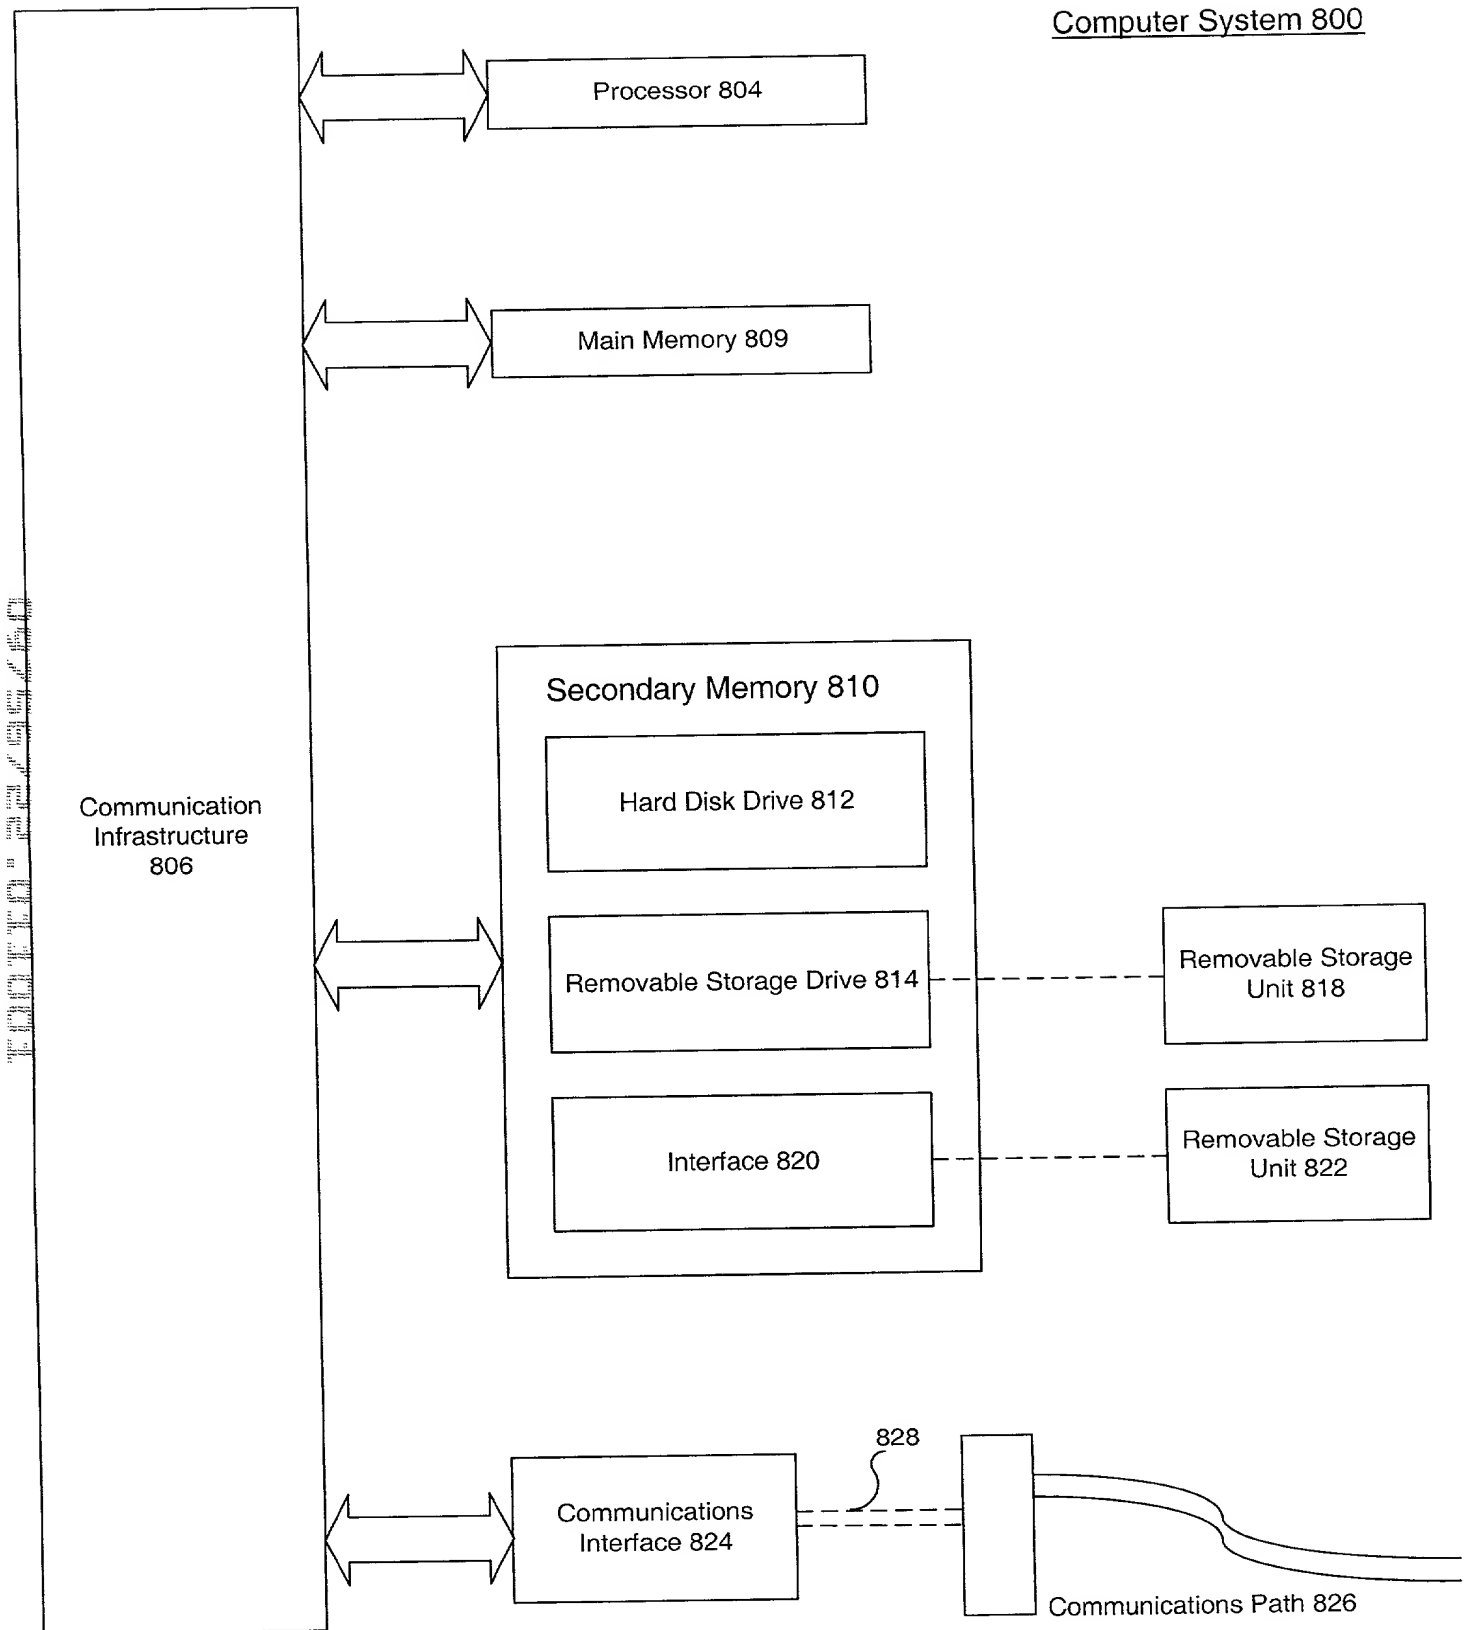 Computer System 800
Processor 804
Main Memory 809
Secondary Memory 810
Hard Disk Drive 812
Communication
Infrastructure
806
Removable Storage Drive 814
Removable Storage
Unit 818
Interface 820
Removable Storage
Unit 822
828
Communications
Interface 824
Communications Path 826